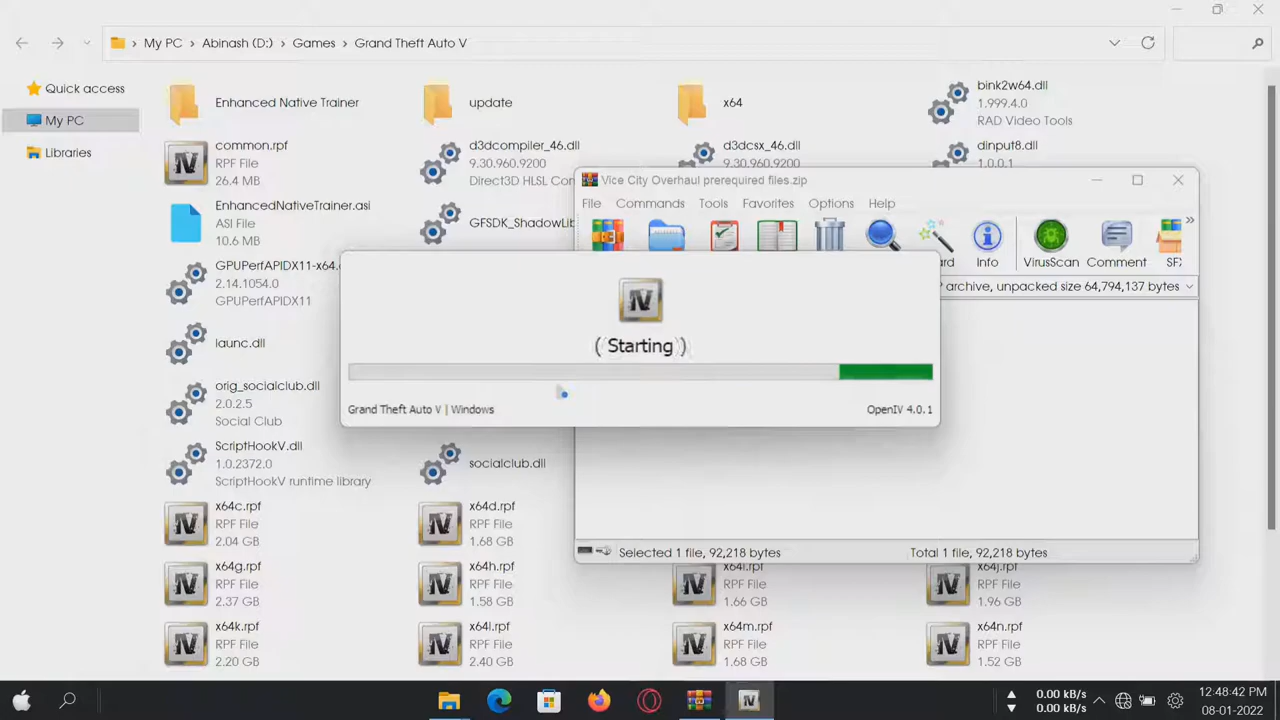 My PC
Abinash (D:)
Games
Grand Theft Auto V
Quick access
My PC
Libraries
Enhanced Native Trainer
update
x64
bink2w64.dll
1.999.4.0
RAD Video Tools
common.rpf
RPF File
26.4 MB
d3dcompiler_46.dll
9.30.960.9200
Direct3D HLSL Con
d3dcsx_46.dll
9.30.960.9200
dinput8.dll
1.0.0.1
EnhancedNativeTrainer.asi
ASI File
10.6 MB
GFSDK_ShadowLib
GPUPerfAPIDX11-x64.
2.14.1054.0
GPUPerfAPIDX11
launc.dll
orig_socialclub.dll
2.0.2.5
Social Club
ScriptHookV.dll
1.0.2372.0
ScriptHookV runtime library
socialclub.dll
x64c.rpf
RPF File
2.04 GB
x64d.rpf
RPF File
1.68 GB
x64g.rpf
RPF File
2.37 GB
x64h.rpf
RPF File
1.58 GB
x64i.rpf
RPF File
1.66 GB
x64j.rpf
RPF File
1.96 GB
x64k.rpf
RPF File
2.20 GB
x64l.rpf
RPF File
2.40 GB
x64m.rpf
RPF File
1.68 GB
x64n.rpf
RPF File
1.52 GB
Vice City Overhaul prerequired files.zip
File Commands Tools Favorites Options Help
ard Info VirusScan Comment SFX
P archive, unpacked size 64,794,137 bytes
Selected 1 file, 92,218 bytes
Total 1 file, 92,218 bytes
( Starting )
Grand Theft Auto V | Windows
OpenIV 4.0.1
0.00 kB/s
0.00 kB/s
12:48:42 PM
08-01-2022